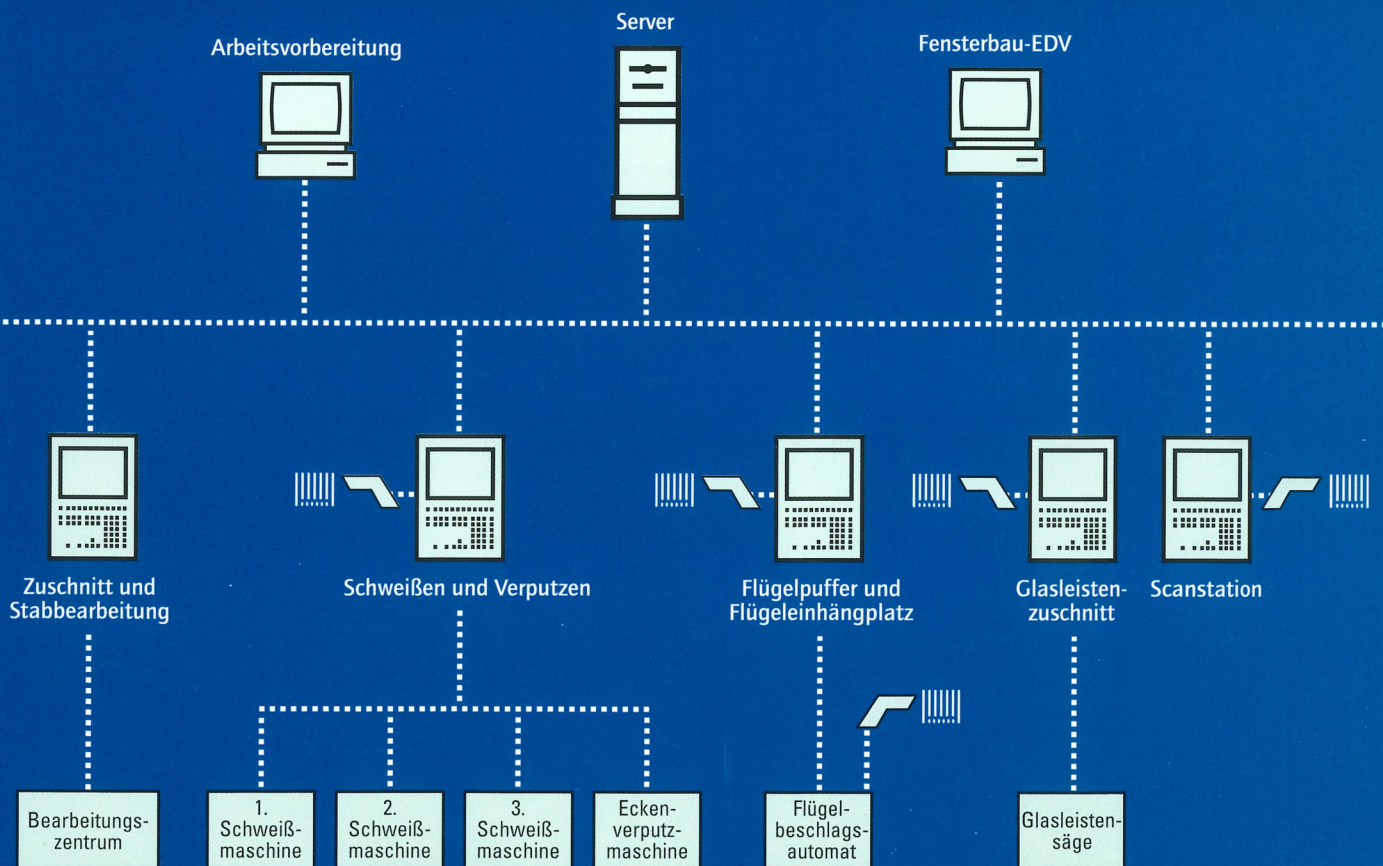 Server
Arbeitsvorbereitung
Fensterbau-EDV
Zuschnitt und
Stabbearbeitung
Schweißen und Verputzen
Flügelpuffer und
Flügeleinhängplatz
Glasleisten-
zuschnitt
Scanstation
Bearbeitungs-
zentrum
1.
Schweiß-
maschine
2.
Schweiß-
maschine
3.
Schweiß-
maschine
Ecken-
verputz-
maschine
Flügel-
beschlags-
automat
Glasleisten-
säge